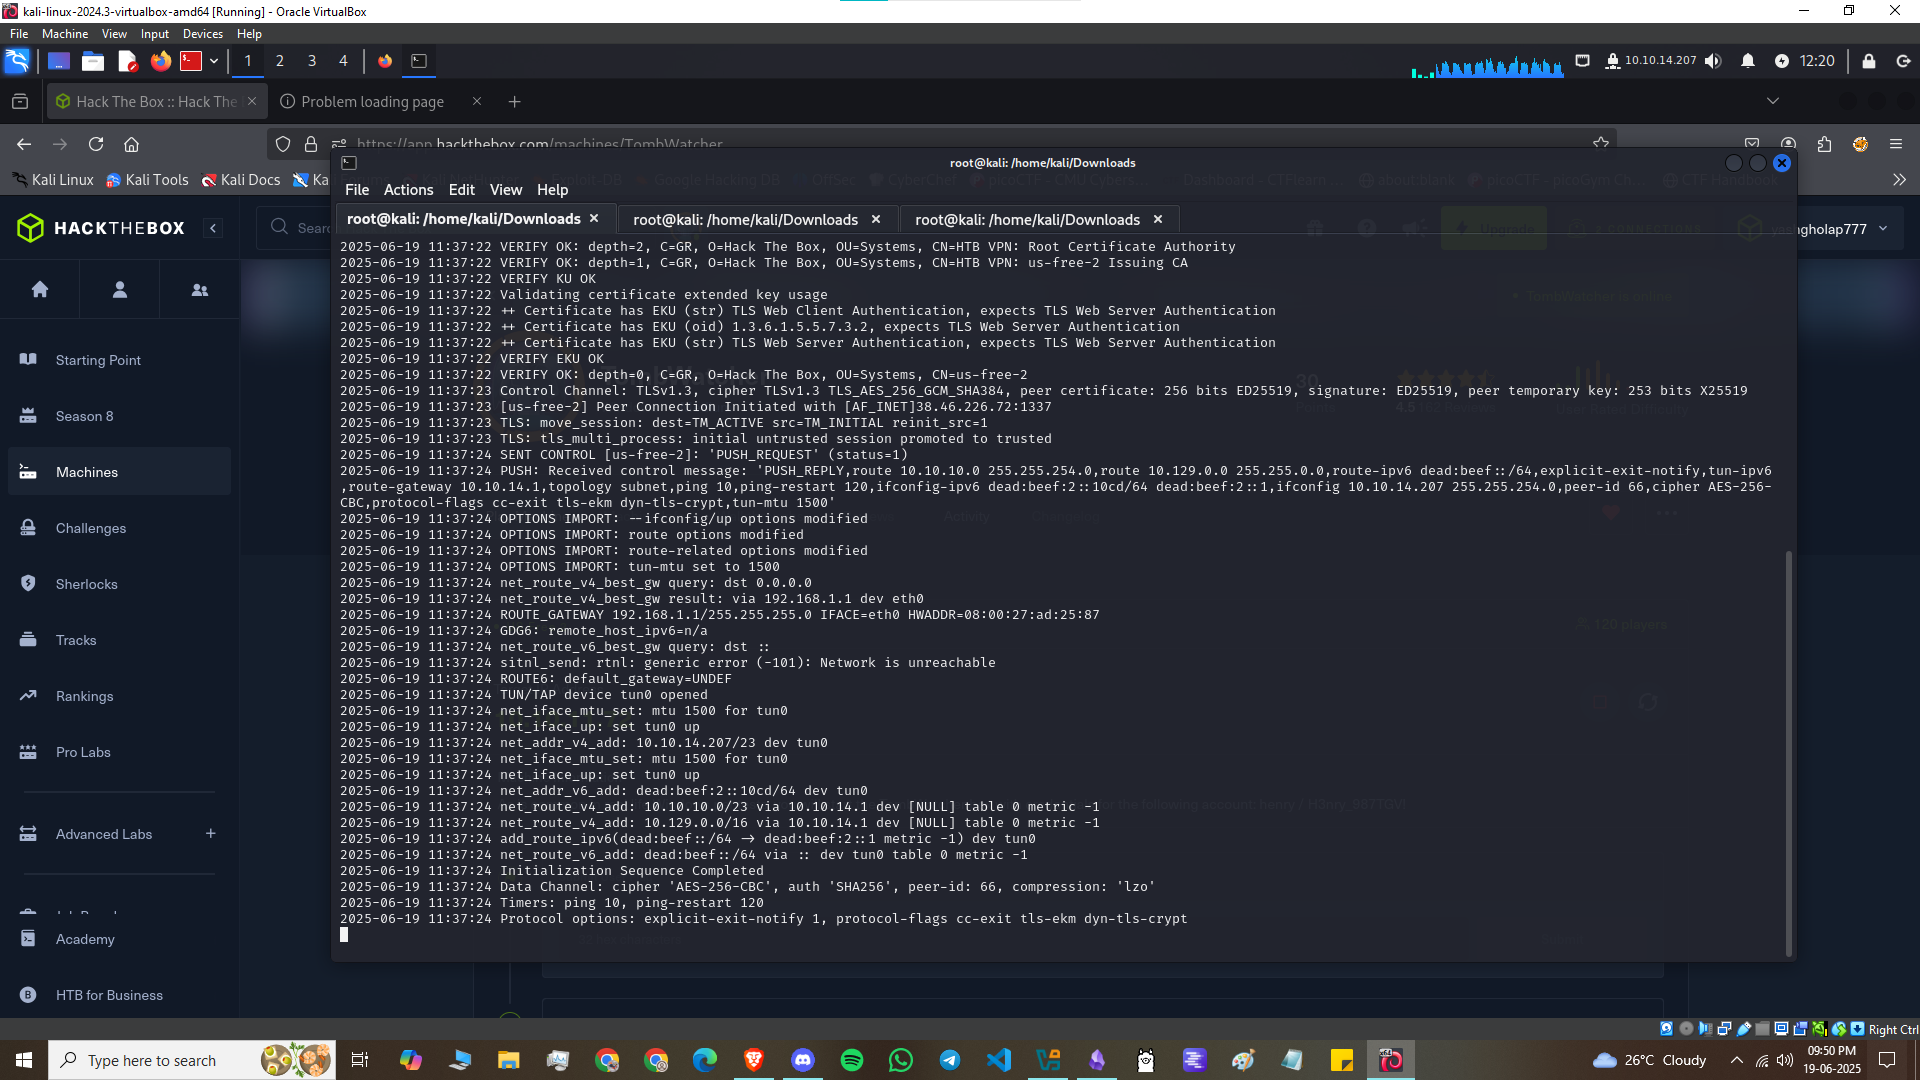 kali-linux-2024.3-virtualbox-amd64 [Running] - Oracle VirtualBox
File Machine View Input Devices Help
1 2 3 4
10.10.14.207
12:20
Hack The Box :: Hack The
Problem loading page
https://app.hackthebox.com/machines/TombWatcher
root@kali: /home/kali/Downloads
Kali Linux Kali Tools Kali Docs Ka
File Actions Edit View Help
root@kali: /home/kali/Downloads root@kali: /home/kali/Downloads root@kali: /home/kali/Downloads
HACKTHEBOX
Sear
Upgrade
CONNECTIONS
gholap777
Starting Point
Season 8
Machines
Challenges
Sherlocks
Tracks
Rankings
Pro Labs
Advanced Labs +
Academy
HTB for Business
TombWatcher is online
120 players
2025-06-19 11:37:22 VERIFY OK: depth=2, C=GR, O=Hack The Box, OU=Systems, CN=HTB VPN: Root Certificate Authority
2025-06-19 11:37:22 VERIFY OK: depth=1, C=GR, O=Hack The Box, OU=Systems, CN=HTB VPN: us-free-2 Issuing CA
2025-06-19 11:37:22 VERIFY KU OK
2025-06-19 11:37:22 Validating certificate extended key usage
2025-06-19 11:37:22 ++ Certificate has EKU (str) TLS Web Client Authentication, expects TLS Web Server Authentication
2025-06-19 11:37:22 ++ Certificate has EKU (oid) 1.3.6.1.5.5.7.3.2, expects TLS Web Server Authentication
2025-06-19 11:37:22 ++ Certificate has EKU (str) TLS Web Server Authentication, expects TLS Web Server Authentication
2025-06-19 11:37:22 VERIFY EKU OK
2025-06-19 11:37:22 VERIFY OK: depth=0, C=GR, O=Hack The Box, OU=Systems, CN=us-free-2
2025-06-19 11:37:23 Control Channel: TLSv1.3, cipher TLSv1.3 TLS_AES_256_GCM_SHA384, peer certificate: 256 bits ED25519, signature: ED25519, peer temporary key: 253 bits X25519
2025-06-19 11:37:23 [us-free-2] Peer Connection Initiated with [AF_INET]38.46.226.72:1337
2025-06-19 11:37:23 TLS: move_session: dest=TM_ACTIVE src=TM_INITIAL reinit_src=1
2025-06-19 11:37:23 TLS: tls_multi_process: initial untrusted session promoted to trusted
2025-06-19 11:37:24 SENT CONTROL [us-free-2]: 'PUSH_REQUEST' (status=1)
2025-06-19 11:37:24 PUSH: Received control message: 'PUSH_REPLY,route 10.10.10.0 255.255.254.0,route 10.129.0.0 255.255.0.0,route-ipv6 dead:beef::/64,explicit-exit-notify,tun-ipv6
,route-gateway 10.10.14.1,topology subnet,ping 10,ping-restart 120,ifconfig-ipv6 dead:beef:2::10cd/64 dead:beef:2::1,ifconfig 10.10.14.207 255.255.254.0,peer-id 66,cipher AES-256-
CBC,protocol-flags cc-exit tls-ekm dyn-tls-crypt,tun-mtu 1500'
2025-06-19 11:37:24 OPTIONS IMPORT: --ifconfig/up options modified
2025-06-19 11:37:24 OPTIONS IMPORT: route options modified
2025-06-19 11:37:24 OPTIONS IMPORT: route-related options modified
2025-06-19 11:37:24 OPTIONS IMPORT: tun-mtu set to 1500
2025-06-19 11:37:24 net_route_v4_best_gw query: dst 0.0.0.0
2025-06-19 11:37:24 net_route_v4_best_gw result: via 192.168.1.1 dev eth0
2025-06-19 11:37:24 ROUTE_GATEWAY 192.168.1.1/255.255.255.0 IFACE=eth0 HWADDR=08:00:27:ad:25:87
2025-06-19 11:37:24 GDG6: remote_host_ipv6=n/a
2025-06-19 11:37:24 net_route_v6_best_gw query: dst ::
2025-06-19 11:37:24 sitnl_send: rtnl: generic error (-101): Network is unreachable
2025-06-19 11:37:24 ROUTE6: default_gateway=UNDEF
2025-06-19 11:37:24 TUN/TAP device tun0 opened
2025-06-19 11:37:24 net_iface_mtu_set: mtu 1500 for tun0
2025-06-19 11:37:24 net_iface_up: set tun0 up
2025-06-19 11:37:24 net_addr_v4_add: 10.10.14.207/23 dev tun0
2025-06-19 11:37:24 net_iface_mtu_set: mtu 1500 for tun0
2025-06-19 11:37:24 net_iface_up: set tun0 up
2025-06-19 11:37:24 net_addr_v6_add: dead:beef:2::10cd/64 dev tun0
2025-06-19 11:37:24 net_route_v4_add: 10.10.10.0/23 via 10.10.14.1 dev [NULL] table 0 metric -1
2025-06-19 11:37:24 net_route_v4_add: 10.129.0.0/16 via 10.10.14.1 dev [NULL] table 0 metric -1
2025-06-19 11:37:24 add_route_ipv6(dead:beef::/64 -> dead:beef:2::1 metric -1) dev tun0
2025-06-19 11:37:24 net_route_v6_add: dead:beef::/64 via :: dev tun0 table 0 metric -1
2025-06-19 11:37:24 Initialization Sequence Completed
2025-06-19 11:37:24 Data Channel: cipher 'AES-256-CBC', auth 'SHA256', peer-id: 66, compression: 'lzo'
2025-06-19 11:37:24 Timers: ping 10, ping-restart 120
2025-06-19 11:37:24 Protocol options: explicit-exit-notify 1, protocol-flags cc-exit tls-ekm dyn-tls-crypt
Right Ctrl
Type here to search
26°C Cloudy
09:50 PM
19-06-2025